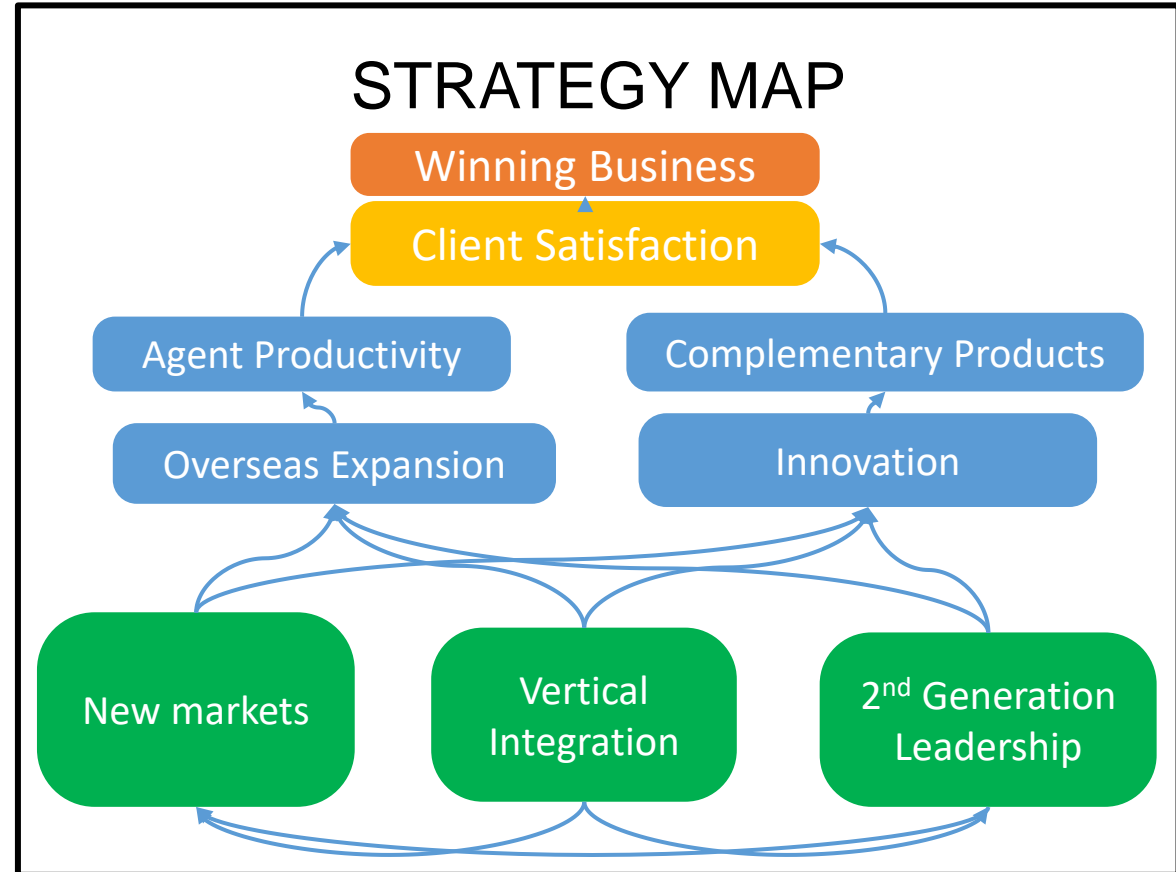 STRATEGY MAP
Winning Business
Client Satisfaction
Agent Productivity
Complementary Products
Overseas Expansion
Innovation
New markets
Vertical
Integration
2nd Generation
Leadership